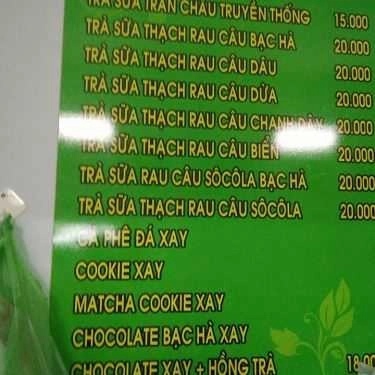 TRÀ SỮA TRÂN CHÂU TRUYỀN THỐNG 15.000
TRÀ SỮA THẠCH RAU CÂU BẠC HÀ 20.000
TRÀ SỮA THẠCH RAU CÂU DÂU 20.000
TRÀ SỮA THẠCH RAU CÂU DỪA 20.000
TRÀ SỮA THẠCH RAU CÂU CHANH DÂY 20.000
TRÀ SỮA THẠCH RAU CÂU BIỂN 20.000
TRÀ SỮA RAU CÂU SÔCÔLA BẠC HÀ 20.000
TRÀ SỮA THẠCH RAU CÂU SÔCÔLA 20.000
CÀ PHÊ ĐÁ XAY
COOKIE XAY
MATCHA COOKIE XAY
CHOCOLATE BẠC HÀ XAY
CHOCOLATE XAY + HỒNG TRÀ